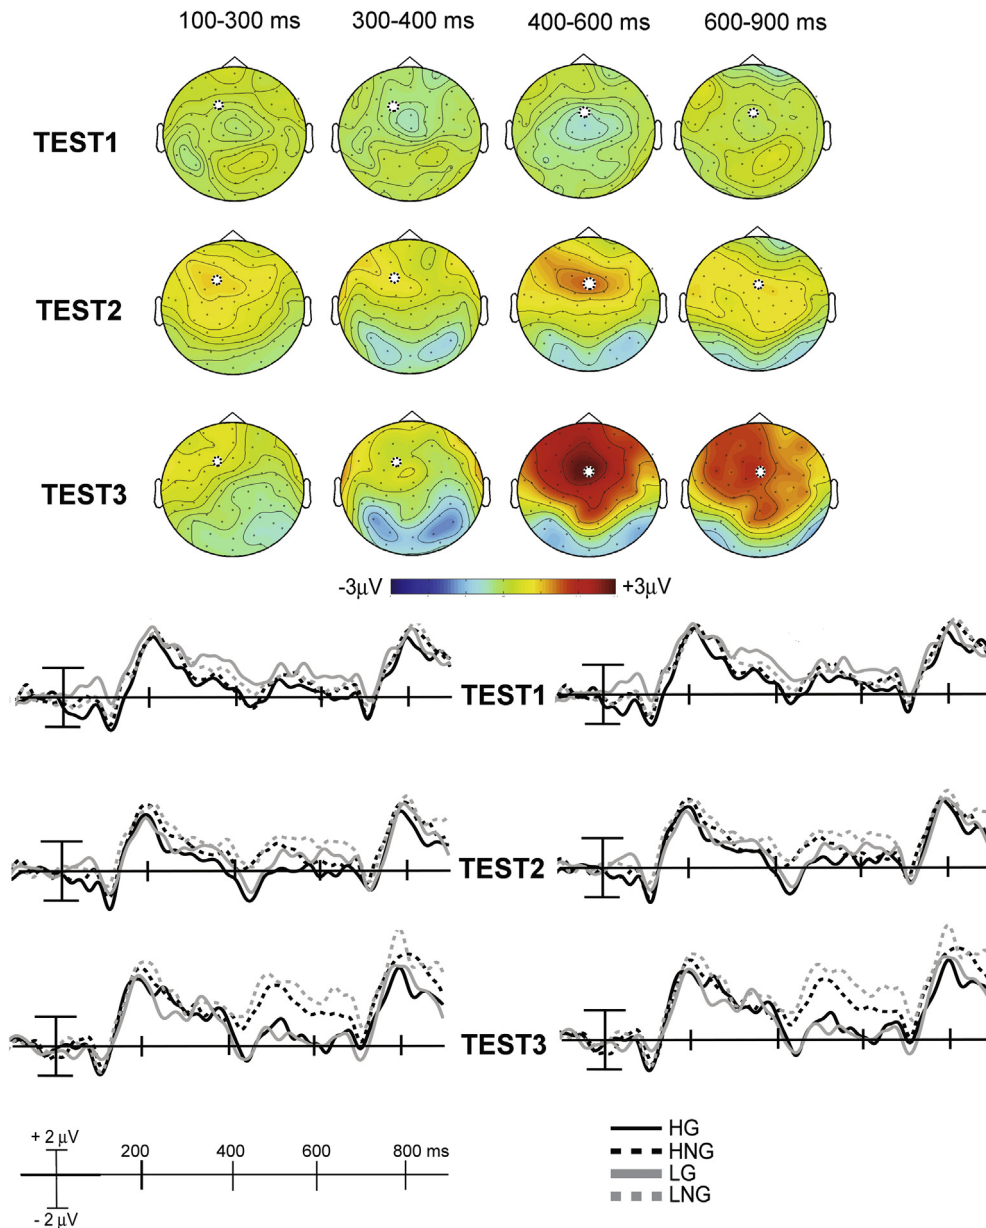 100-300 ms 300-400 ms 400-600 ms 600-900 ms
TEST1
TEST2
TEST3
-3µV +3µV
TEST1
TEST2
TEST3
+ 2 µV
200 400 600 800 ms
- 2 µV
HG
HNG
LG
LNG